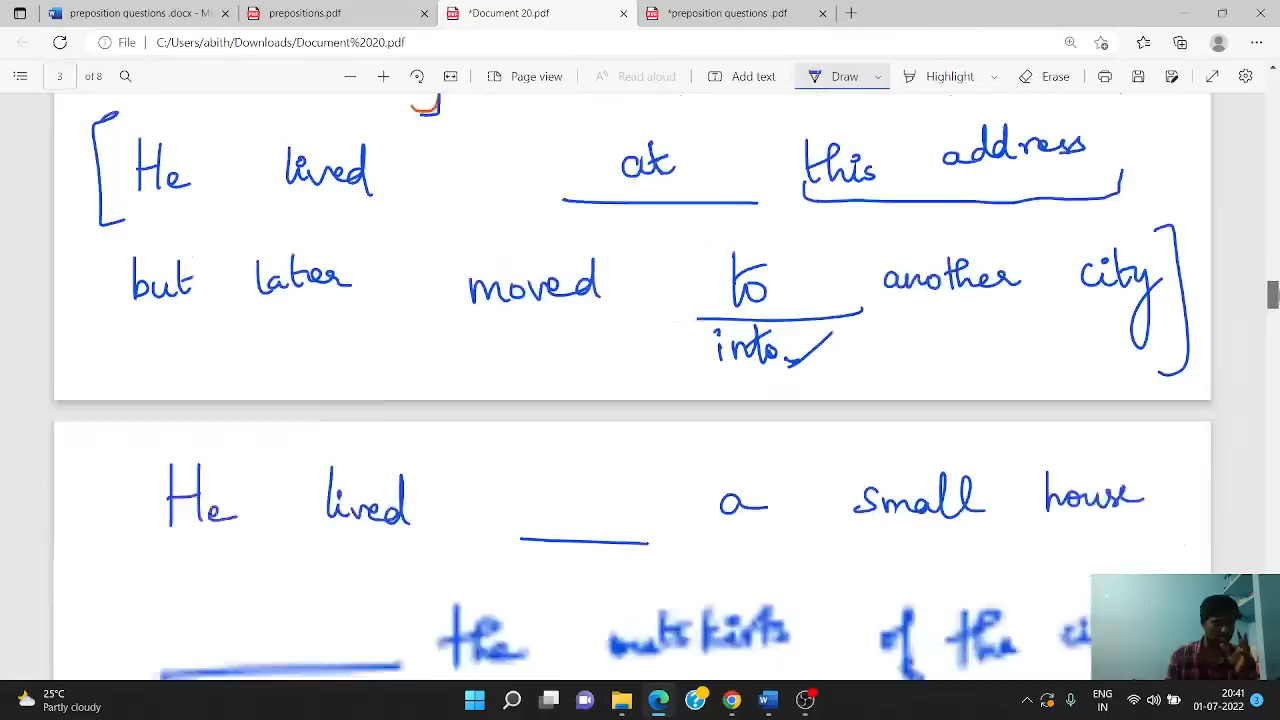 preposition questions .docx - Mi
prepositions.pdf
*Document 20.pdf
*preposition questions .pdf
File
C:/Users/abith/Downloads/Document%2020.pdf
3 of 8
Page view
Read aloud
Add text
Draw
Highlight
Erase
He lived at this address
but later moved to another city
into
He lived a small house
the outskirts of the
25°C
Partly cloudy
ENG
IN
20:41
01-07-2022
3